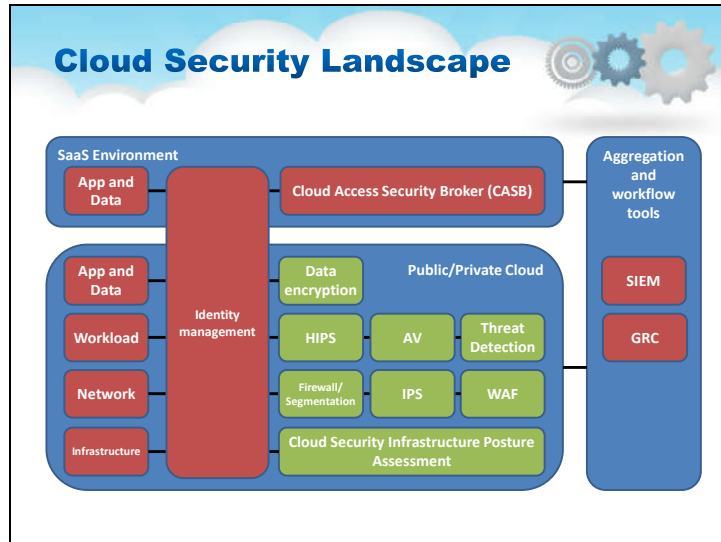 Cloud Security Landscape
SaaS Environment
App and
Data
Cloud Access Security Broker (CASB)
Identity
management
Public/Private Cloud
App and
Data
Data
encryption
Workload
HIPS
AV
Threat
Detection
Network
Firewall/
Segmentation
IPS
WAF
Infrastructure
Cloud Security Infrastructure Posture
Assessment
Aggregation
and
workflow
tools
SIEM
GRC